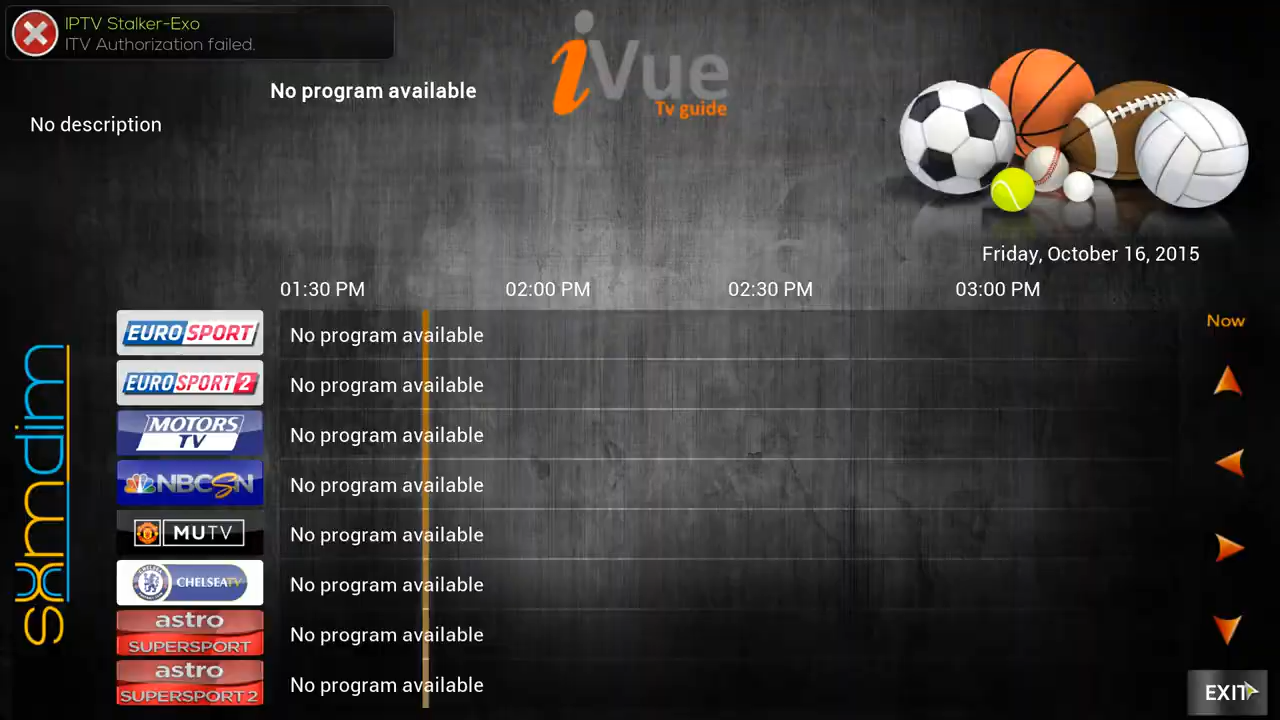 IPTV Stalker-Exo
ITV Authorization failed.
iVue
Tv guide
No program available
No description
Friday, October 16, 2015
01:30 PM 02:00 PM 02:30 PM 03:00 PM
Now
EUROSPORT No program available
EUROSPORT 2 No program available
MOTORS TV No program available
NBCSN No program available
MUTV No program available
CHELSEA TV No program available
astro SUPERSPORT No program available
astro SUPERSPORT 2 No program available
sxmdim
EXIT